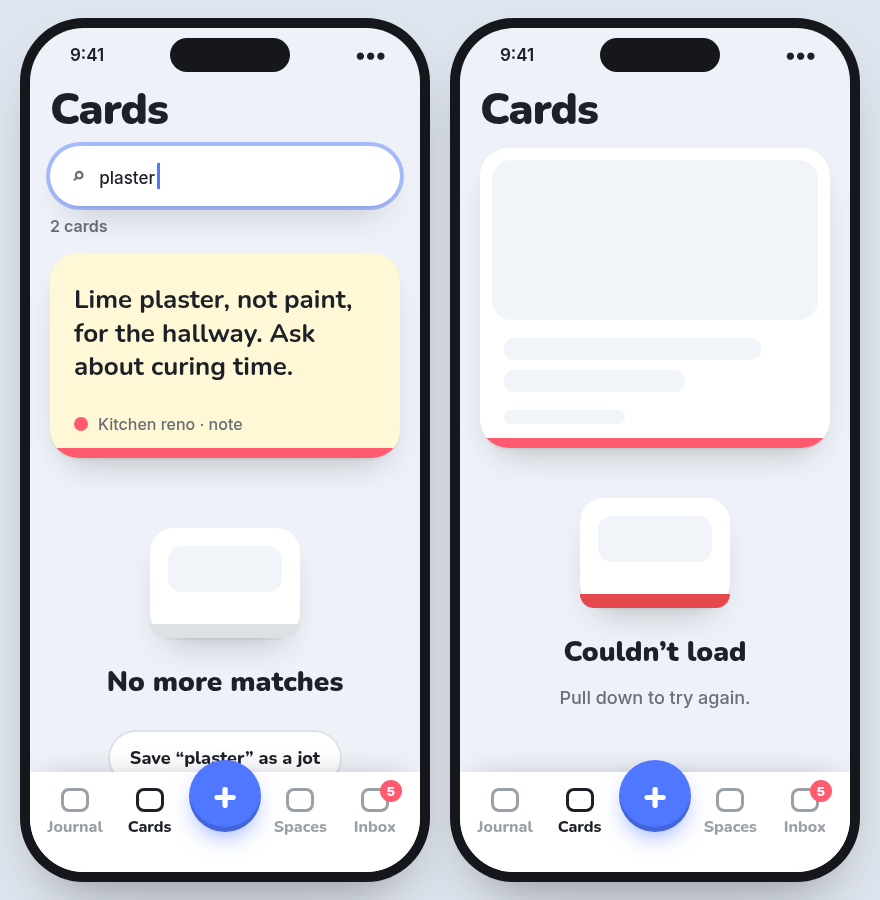 9:41
Cards
plaster
2 cards
Lime plaster, not paint,
for the hallway. Ask
about curing time.
Kitchen reno · note
No more matches
Save “plaster” as a jot
Journal
Cards
+
Spaces
Inbox
5
9:41
Cards
Couldn’t load
Pull down to try again.
Journal
Cards
+
Spaces
Inbox
5